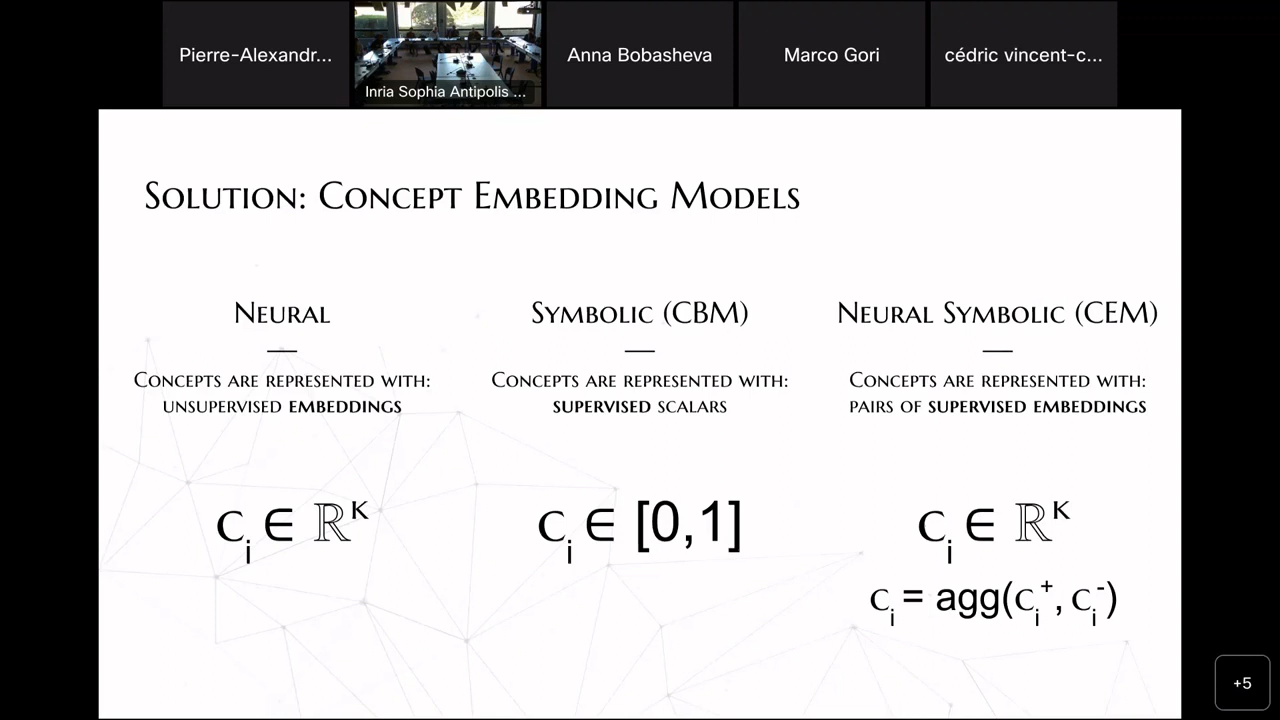 Pierre-Alexandr...
Inria Sophia Antipolis ...
Anna Bobasheva
Marco Gori
cédric vincent-c...
Solution: Concept Embedding Models
Neural
—
Concepts are represented with:
unsupervised embeddings
cᵢ ∈ ℝᴷ
Symbolic (CBM)
—
Concepts are represented with:
supervised scalars
cᵢ ∈ [0,1]
Neural Symbolic (CEM)
—
Concepts are represented with:
pairs of supervised embeddings
cᵢ ∈ ℝᴷ
cᵢ = agg(cᵢ⁺, cᵢ⁻)
+5